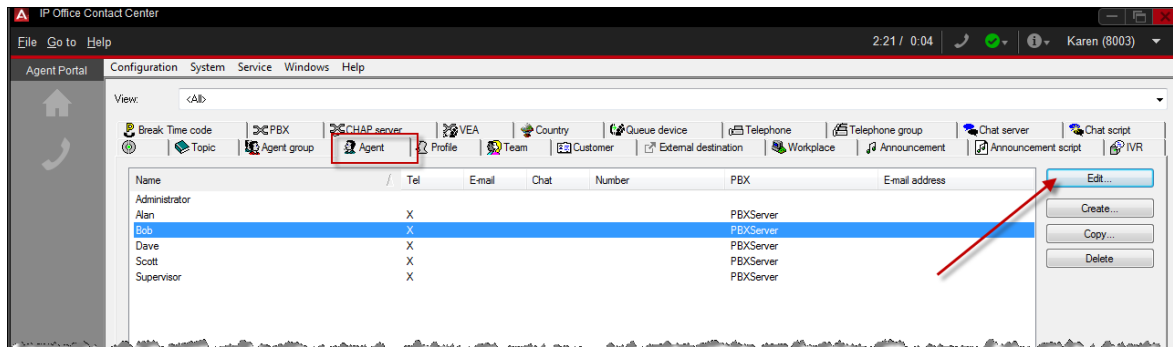 A IP Office Contact Center
File Go to Help 2:21 / 0:04 Karen (8003)
Agent Portal Configuration System Service Windows Help
View: <All>
Break Time code PBX CHAP server VEA Country Queue device Telephone Telephone group Chat server Chat script
Topic Agent group Agent Profile Team Customer External destination Workplace Announcement Announcement script IVR
Name / Tel E-mail Chat Number PBX E-mail address Edit...
Administrator
Alan X PBXServer Create...
Bob X PBXServer Copy...
Dave X PBXServer
Scott X PBXServer Delete
Supervisor X PBXServer